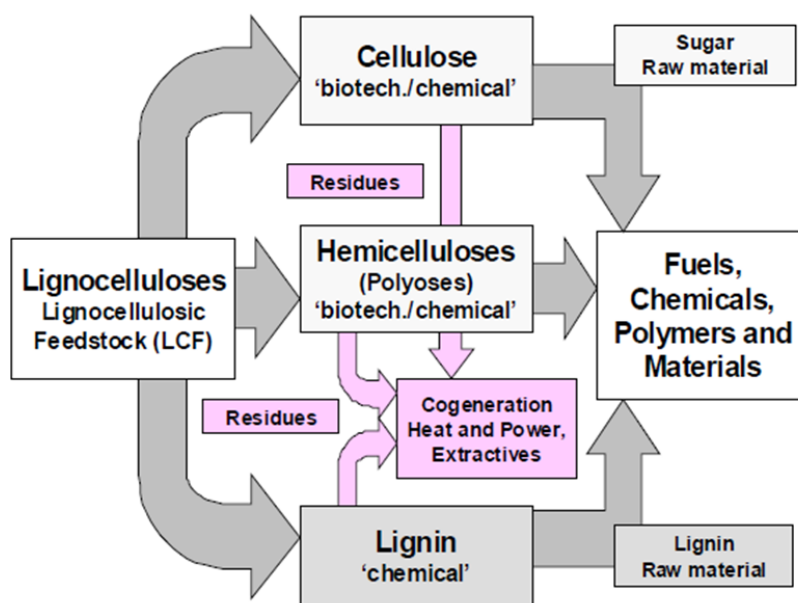 Cellulose
‘biotech./chemical’
Sugar
Raw material
Residues
Lignocelluloses
Lignocellulosic
Feedstock (LCF)
Hemicelluloses
(Polyoses)
‘biotech./chemical’
Fuels,
Chemicals,
Polymers and
Materials
Residues
Cogeneration
Heat and Power,
Extractives
Lignin
‘chemical’
Lignin
Raw material